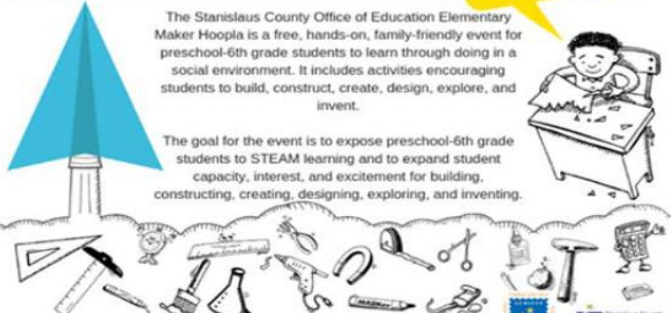 The Stanislaus County Office of Education Elementary
Maker Hoopla is a free, hands-on, family-friendly event for
preschool-6th grade students to learn through doing in a
social environment. It includes activities encouraging
students to build, construct, create, design, explore, and
invent.
The goal for the event is to expose preschool-6th grade
students to STEAM learning and to expand student
capacity, interest, and excitement for building,
constructing, creating, designing, exploring, and inventing.
MARKER